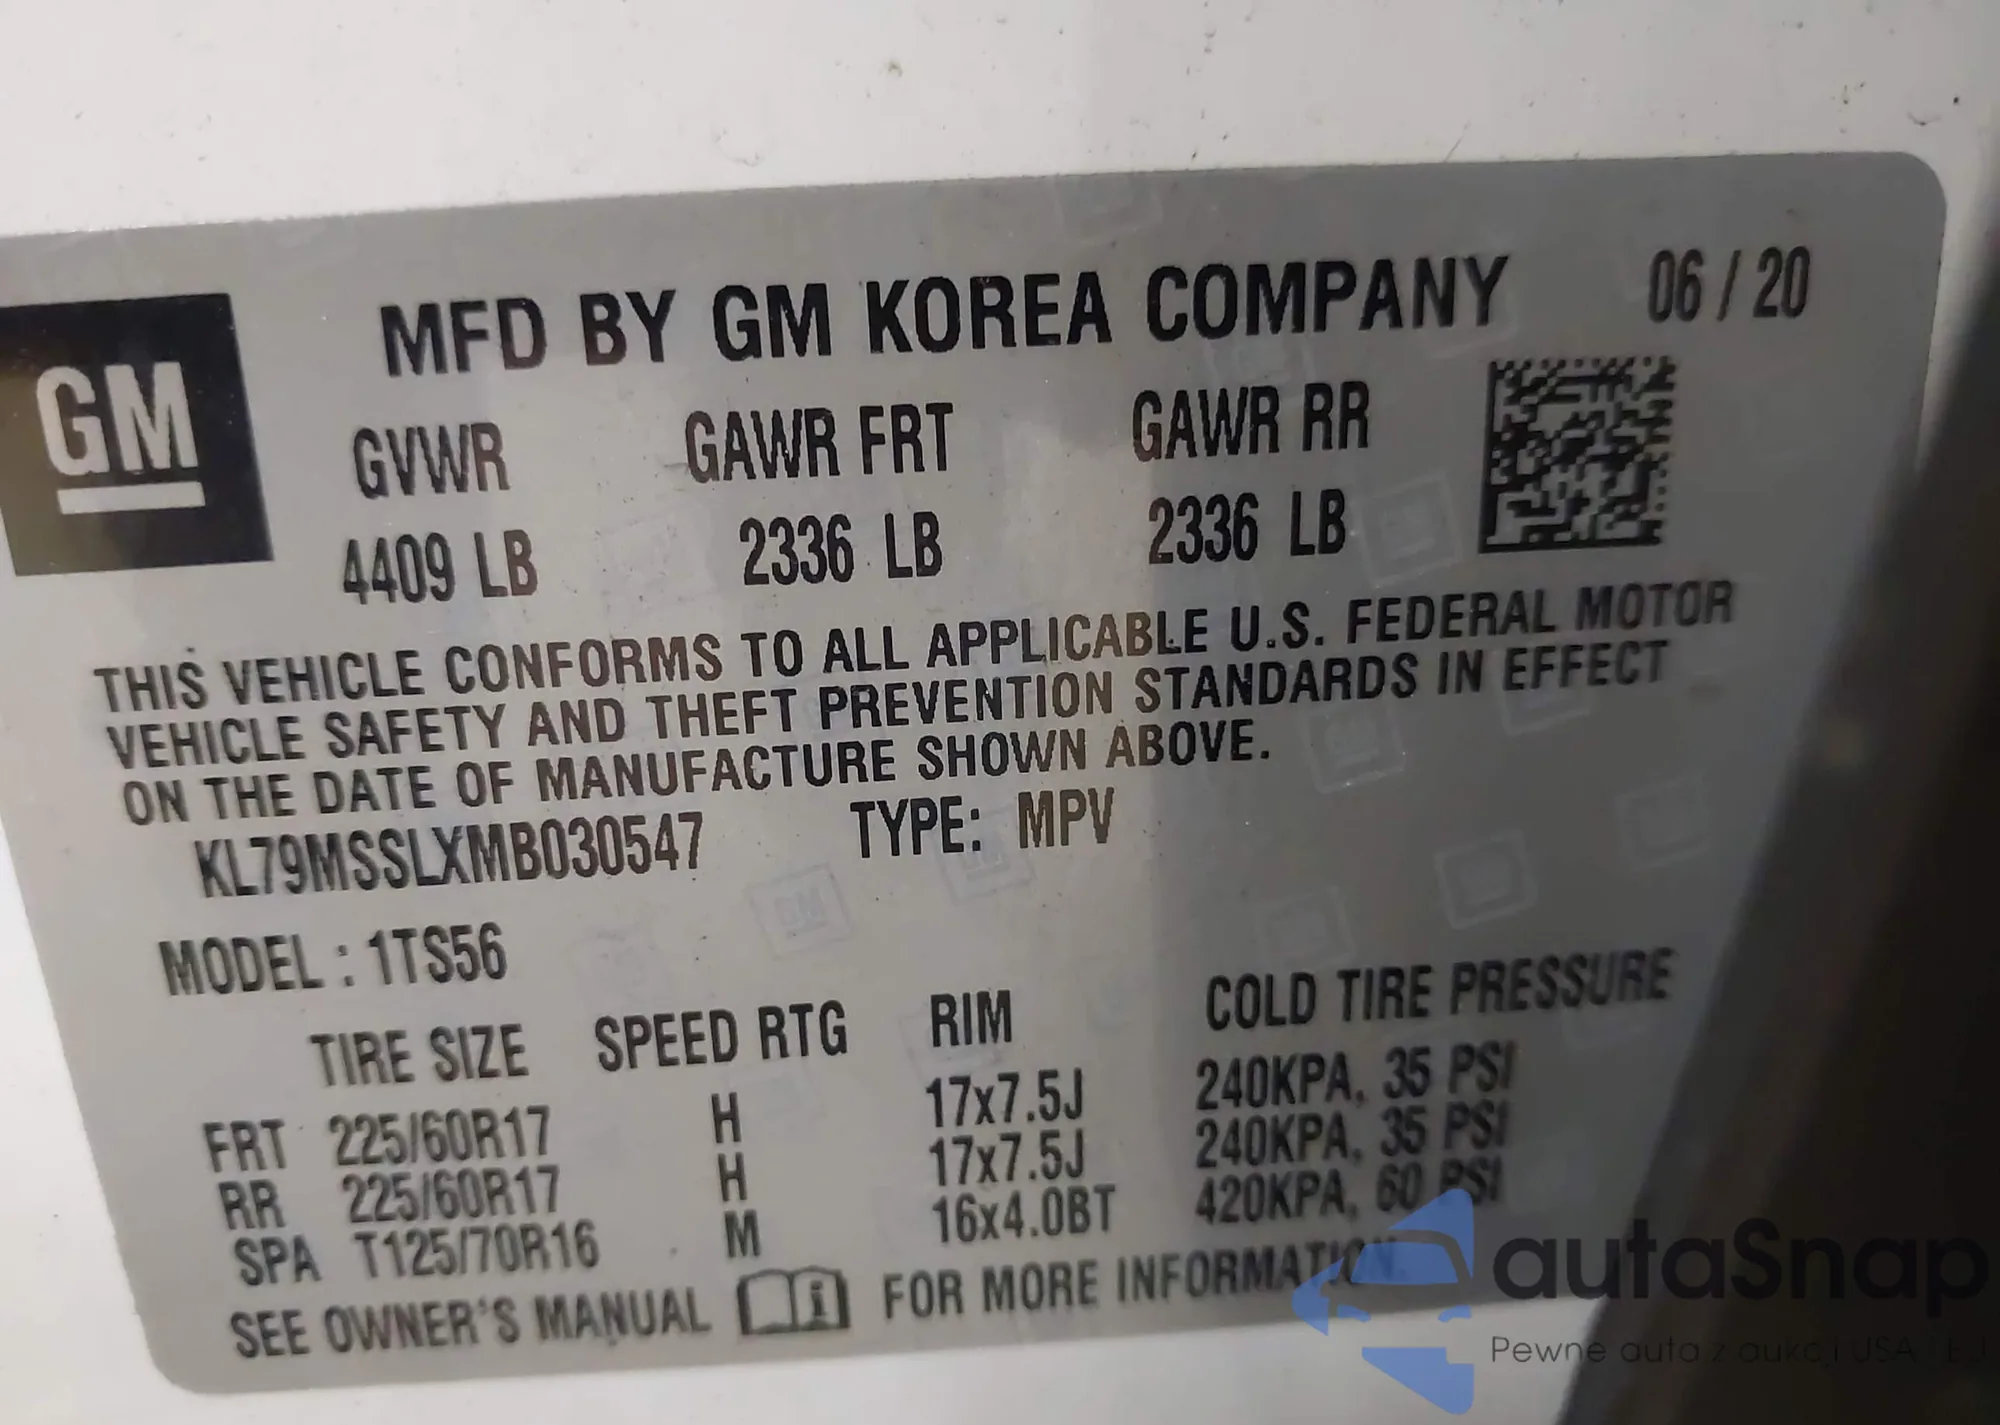 GM
MFD BY GM KOREA COMPANY 06 / 20
GVWR GAWR FRT GAWR RR
4409 LB 2336 LB 2336 LB
THIS VEHICLE CONFORMS TO ALL APPLICABLE U.S. FEDERAL MOTOR
VEHICLE SAFETY AND THEFT PREVENTION STANDARDS IN EFFECT
ON THE DATE OF MANUFACTURE SHOWN ABOVE.
KL79MSSLXMB030547 TYPE: MPV
MODEL : 1TS56
TIRE SIZE SPEED RTG RIM COLD TIRE PRESSURE
FRT 225/60R17 H 17x7.5J 240KPA, 35 PSI
RR 225/60R17 H 17x7.5J 240KPA, 35 PSI
SPA T125/70R16 M 16x4.0BT 420KPA, 60 PSI
SEE OWNER'S MANUAL i FOR MORE INFORMATION.
autaSnap
Pewne auta z aukcji USA